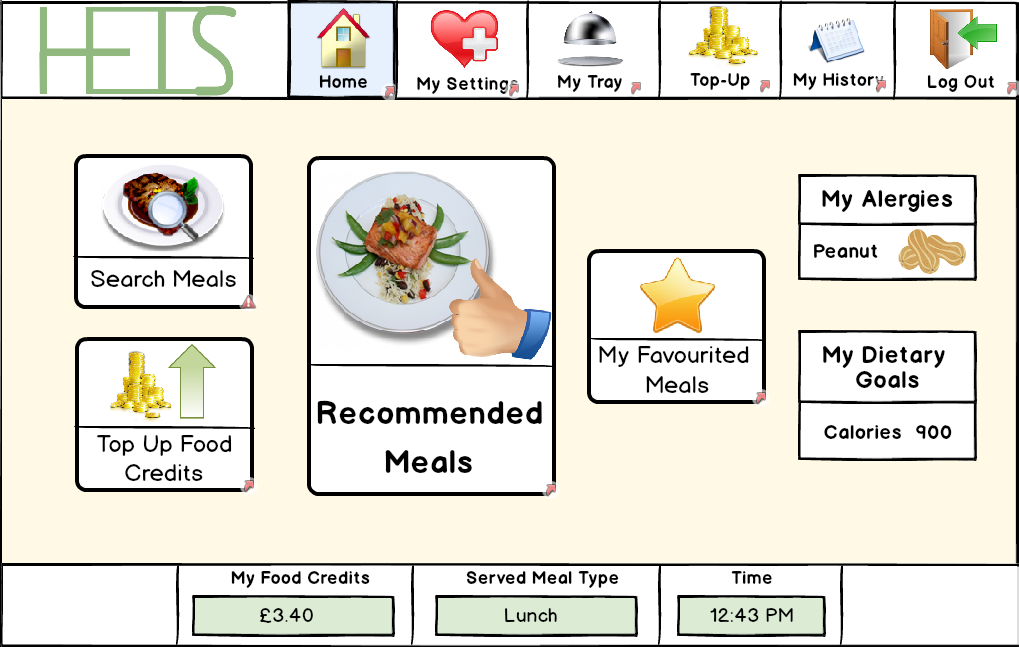 HETS
Home
My Settings
My Tray
Top-Up
My History
Log Out
Search Meals
Top Up Food
Credits
Recommended
Meals
My Favourited
Meals
My Alergies
Peanut
My Dietary
Goals
Calories 900
My Food Credits
£3.40
Served Meal Type
Lunch
Time
12:43 PM